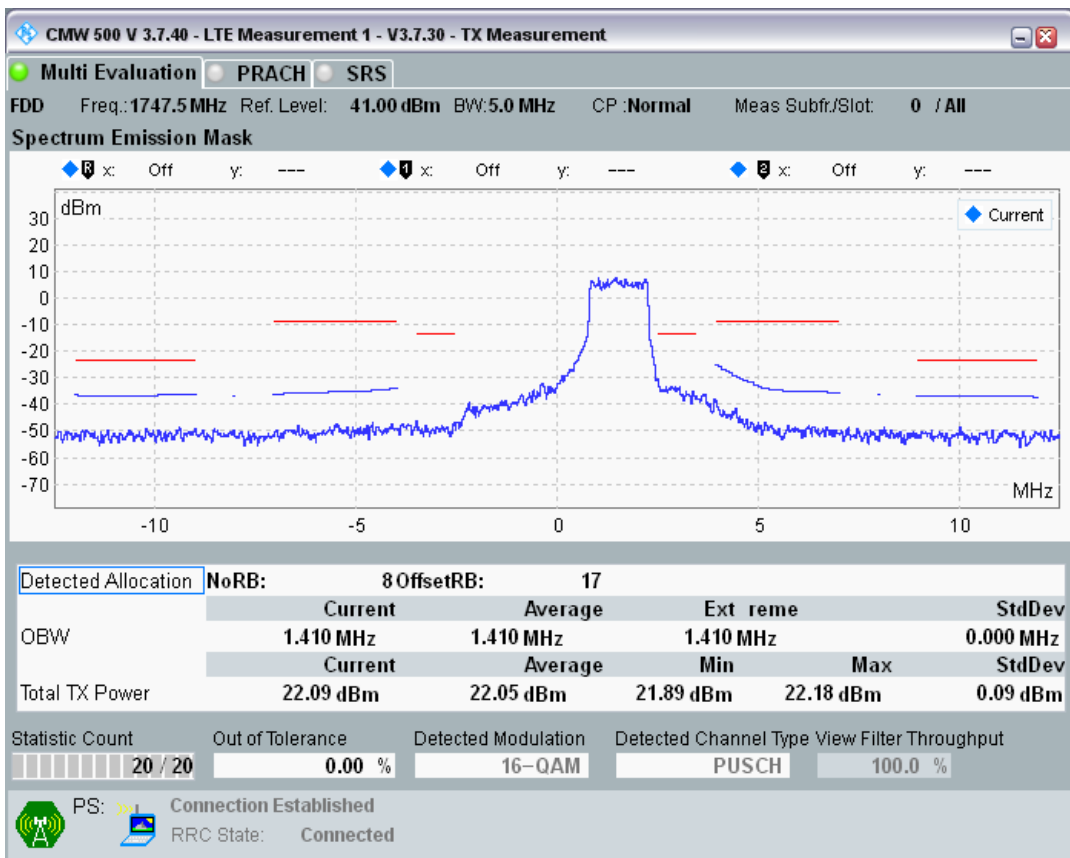 CMW 500 V 3.7.40 - LTE Measurement 1 - V3.7.30 - TX Measurement
Multi Evaluation PRACH SRS
FDD Freq.: 1747.5 MHz Ref. Level: 41.00 dBm BW: 5.0 MHz CP : Normal Meas Subfr./Slot: 0 / All
Spectrum Emission Mask
R x: Off y: --- 1 x: Off y: --- 2 x: Off y: ---
dBm
Current
30
20
10
0
-10
-20
-30
-40
-50
-60
-70
MHz
-10 -5 0 5 10
Detected Allocation NoRB: 8 OffsetRB: 17
Current Average Ext reme StdDev
OBW 1.410 MHz 1.410 MHz 1.410 MHz 0.000 MHz
Current Average Min Max StdDev
Total TX Power 22.09 dBm 22.05 dBm 21.89 dBm 22.18 dBm 0.09 dBm
Statistic Count Out of Tolerance Detected Modulation Detected Channel Type View Filter Throughput
20 / 20 0.00 % 16-QAM PUSCH 100.0 %
PS: Connection Established
RRC State: Connected